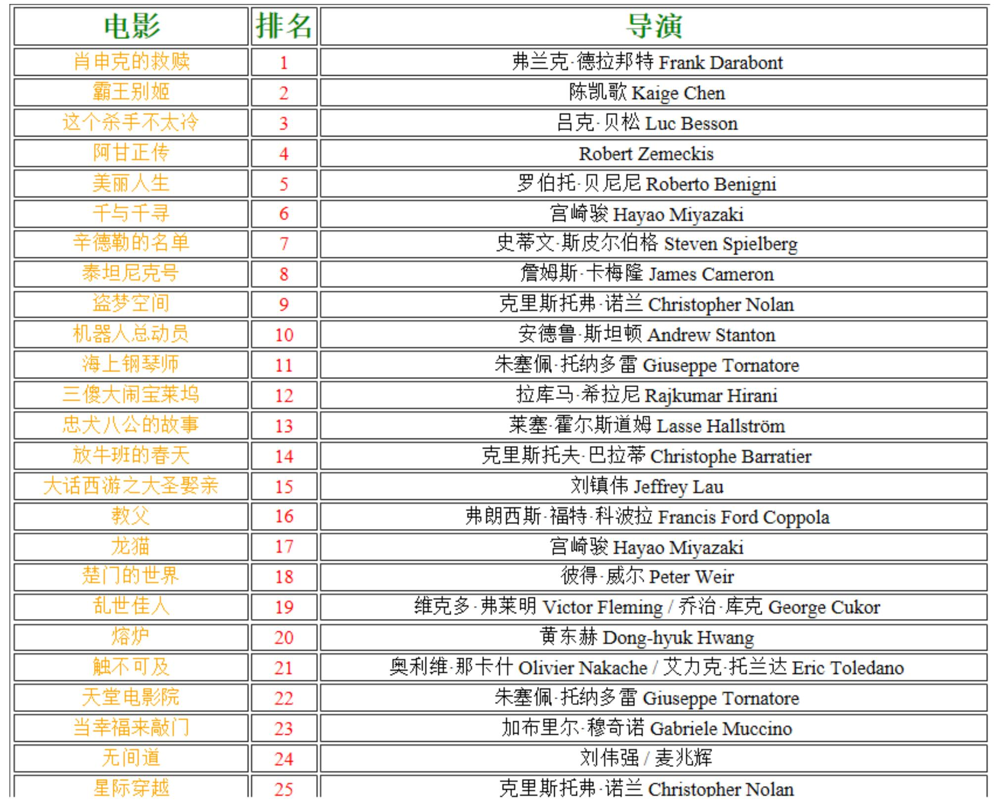 电影 排名 导演
肖申克的救赎 1 弗兰克·德拉邦特 Frank Darabont
霸王别姬 2 陈凯歌 Kaige Chen
这个杀手不太冷 3 吕克·贝松 Luc Besson
阿甘正传 4 Robert Zemeckis
美丽人生 5 罗伯托·贝尼尼 Roberto Benigni
千与千寻 6 宫崎骏 Hayao Miyazaki
辛德勒的名单 7 史蒂文·斯皮尔伯格 Steven Spielberg
泰坦尼克号 8 詹姆斯·卡梅隆 James Cameron
盗梦空间 9 克里斯托弗·诺兰 Christopher Nolan
机器人总动员 10 安德鲁·斯坦顿 Andrew Stanton
海上钢琴师 11 朱塞佩·托纳多雷 Giuseppe Tornatore
三傻大闹宝莱坞 12 拉库马·希拉尼 Rajkumar Hirani
忠犬八公的故事 13 莱塞·霍尔斯道姆 Lasse Hallström
放牛班的春天 14 克里斯托夫·巴拉蒂 Christophe Barratier
大话西游之大圣娶亲 15 刘镇伟 Jeffrey Lau
教父 16 弗朗西斯·福特·科波拉 Francis Ford Coppola
龙猫 17 宫崎骏 Hayao Miyazaki
楚门的世界 18 彼得·威尔 Peter Weir
乱世佳人 19 维克多·弗莱明 Victor Fleming / 乔治·库克 George Cukor
熔炉 20 黄东赫 Dong-hyuk Hwang
触不可及 21 奥利维·那卡什 Olivier Nakache / 艾力克·托兰达 Eric Toledano
天堂电影院 22 朱塞佩·托纳多雷 Giuseppe Tornatore
当幸福来敲门 23 加布里尔·穆奇诺 Gabriele Muccino
无间道 24 刘伟强 / 麦兆辉
星际穿越 25 克里斯托弗·诺兰 Christopher Nolan